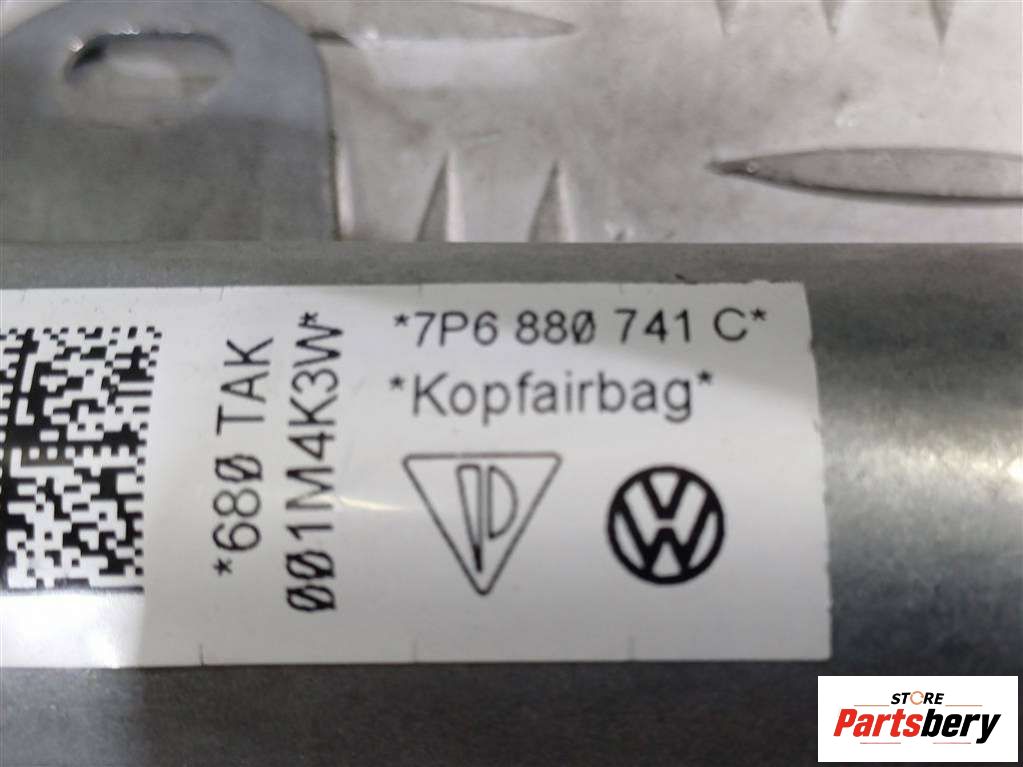 *7P6 880 741 C*
*Kopfairbag*
*680 TAK
001M4K3W*
STORE
Partsbery